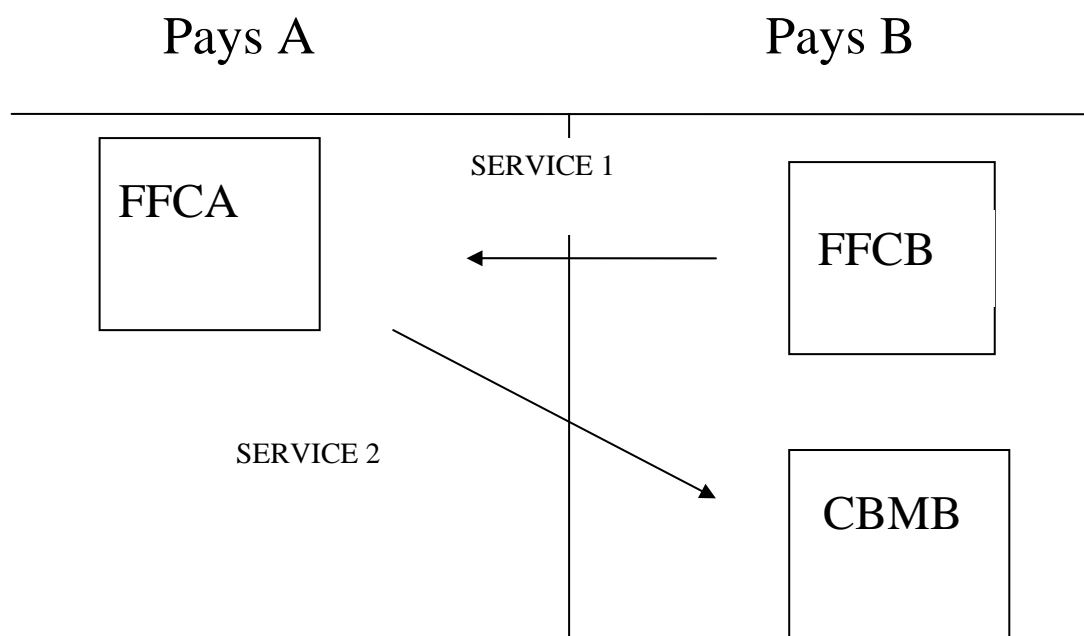 Pays A
Pays B
SERVICE 1
FFCA
FFCB
SERVICE 2
CBMB